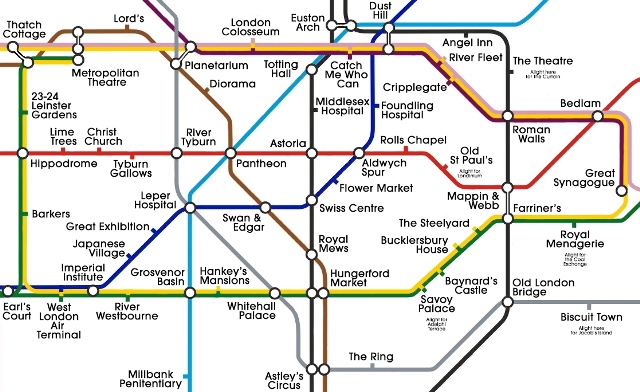 Dust
Hill
Lord's
London
Colosseum
Euston
Arch
Thatch
Cottage
Angel Inn
River Fleet
The Theatre
Alight here
for the Curtain
Metropolitan
Theatre
Planetarium
Totting
Hall
Catch
Me Who
Can
Cripplegate
Diorama
23-24
Leinster
Gardens
Middlesex
Hospital
Foundling
Hospital
Bedlam
Lime
Trees
Christ
Church
River
Tyburn
Astoria
Rolls Chapel
Roman
Walls
Hippodrome
Tyburn
Gallows
Pantheon
Aldwych
Spur
Old
St Paul's
Alight for
Londinium
Great
Synagogue
Flower Market
Leper
Hospital
Mappin &
Webb
Barkers
Swan &
Edgar
Swiss Centre
Farriner's
Great Exhibition
The Steelyard
Japanese
Village
Royal
Mews
Bucklersbury
House
Royal
Menagerie
Alight for
the Coal
Exchange
Imperial
Institute
Grosvenor
Basin
Hankey's
Mansions
Hungerford
Market
Baynard's
Castle
Old London
Bridge
Earl's
Court
West
London
Air
Terminal
River
Westbourne
Whitehall
Palace
Savoy
Palace
Alight for
Adelphi
Terrace
Biscuit Town
Alight here
for Jacob's Island
The Ring
Millbank
Penitentiary
Astley's
Circus